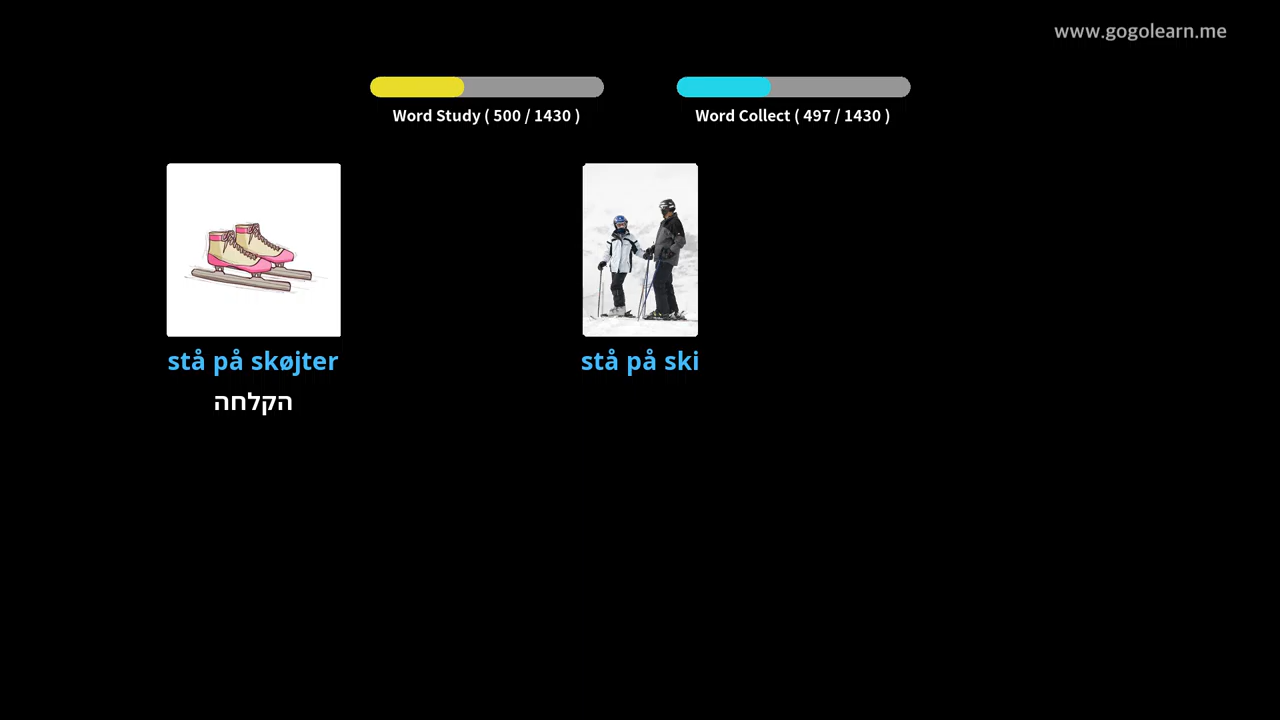 www.gogolearn.me
Word Study ( 500 / 1430 )
Word Collect ( 497 / 1430 )
stå på skøjter
stå på ski
הקלחה